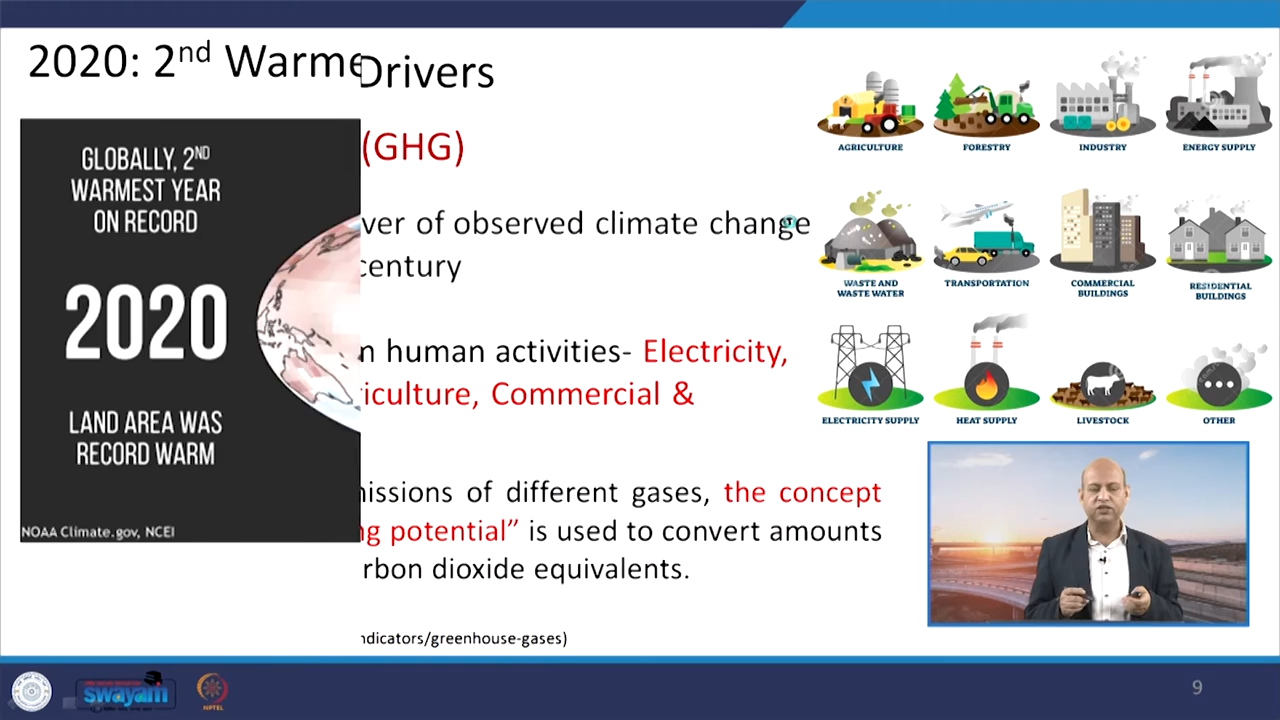 2020: 2nd Warme
Drivers
(GHG)
GLOBALLY, 2ND
WARMEST YEAR
ON RECORD
2020
LAND AREA WAS
RECORD WARM
NOAA Climate.gov, NCEI
ver of observed climate change
century
n human activities- Electricity,
iculture, Commercial &
issions of different gases, the concept
ng potential” is used to convert amounts
rbon dioxide equivalents.
ndicators/greenhouse-gases)
AGRICULTURE
FORESTRY
INDUSTRY
ENERGY SUPPLY
WASTE AND
WASTE WATER
TRANSPORTATION
COMMERCIAL
BUILDINGS
RESIDENTIAL
BUILDINGS
ELECTRICITY SUPPLY
HEAT SUPPLY
LIVESTOCK
OTHER
swayam
NPTEL
9